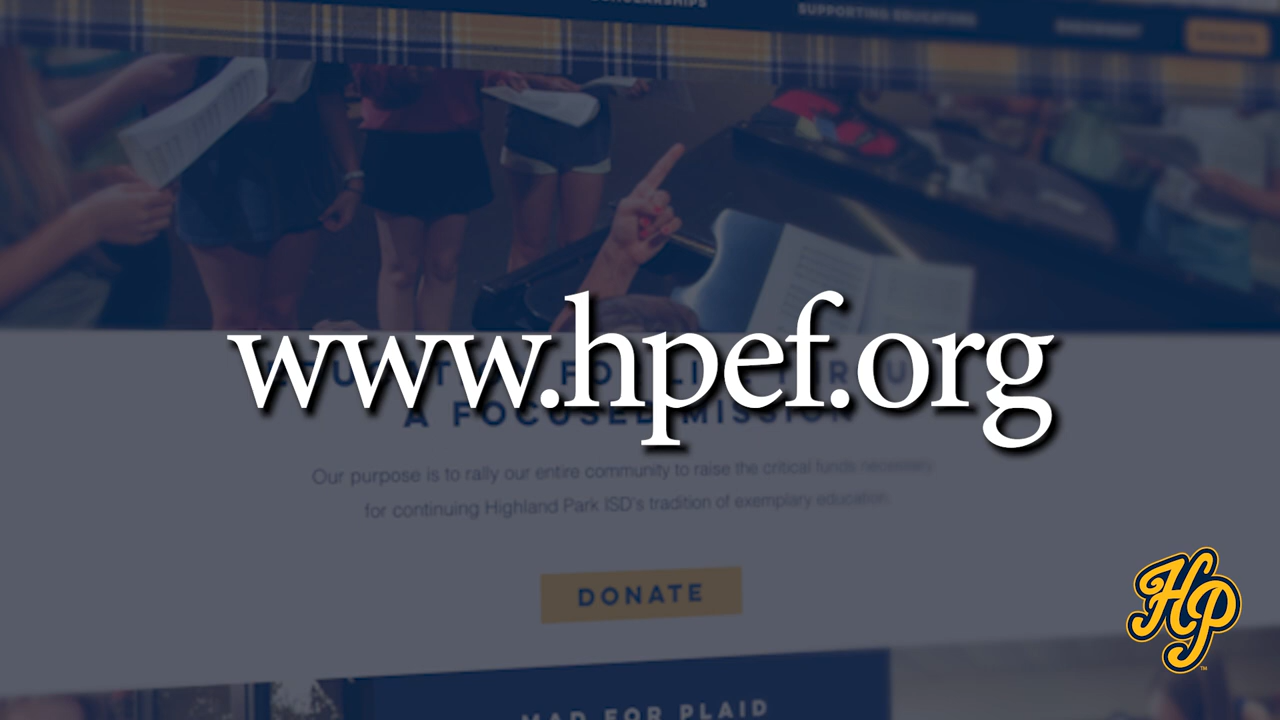 SUPPORTING EDUCATORS
DONATE
www.hpef.org
A FOCUSED MISSION
Our purpose is to rally our entire community to raise the critical funds necessary
for continuing Highland Park ISD's tradition of exemplary education
DONATE
HP
TM
MAD FOR PLAID